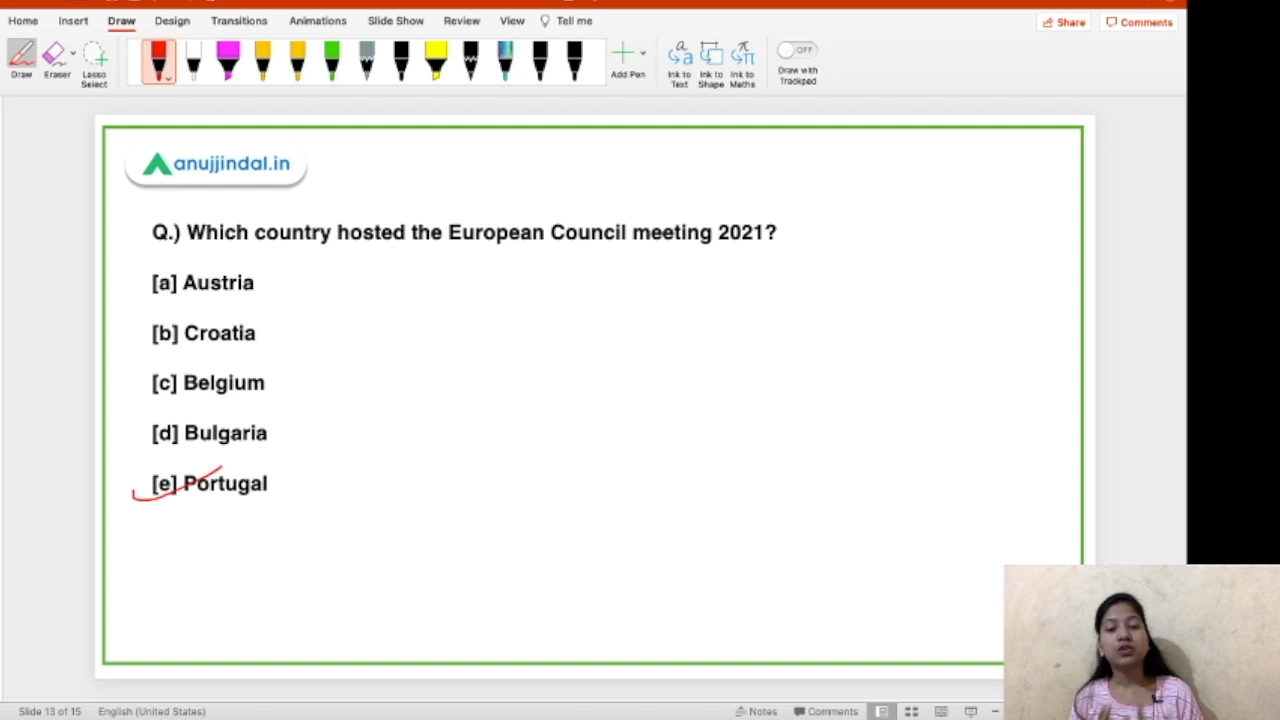 Home Insert Draw Design Transitions Animations Slide Show Review View Tell me
Share Comments
Draw Eraser Lasso Select Add Pen Ink to Text Ink to Shape Ink to Maths OFF Draw with Trackpad
anujjindal.in
Q.) Which country hosted the European Council meeting 2021?
[a] Austria
[b] Croatia
[c] Belgium
[d] Bulgaria
[e] Portugal
Slide 13 of 15 English (United States) Notes Comments